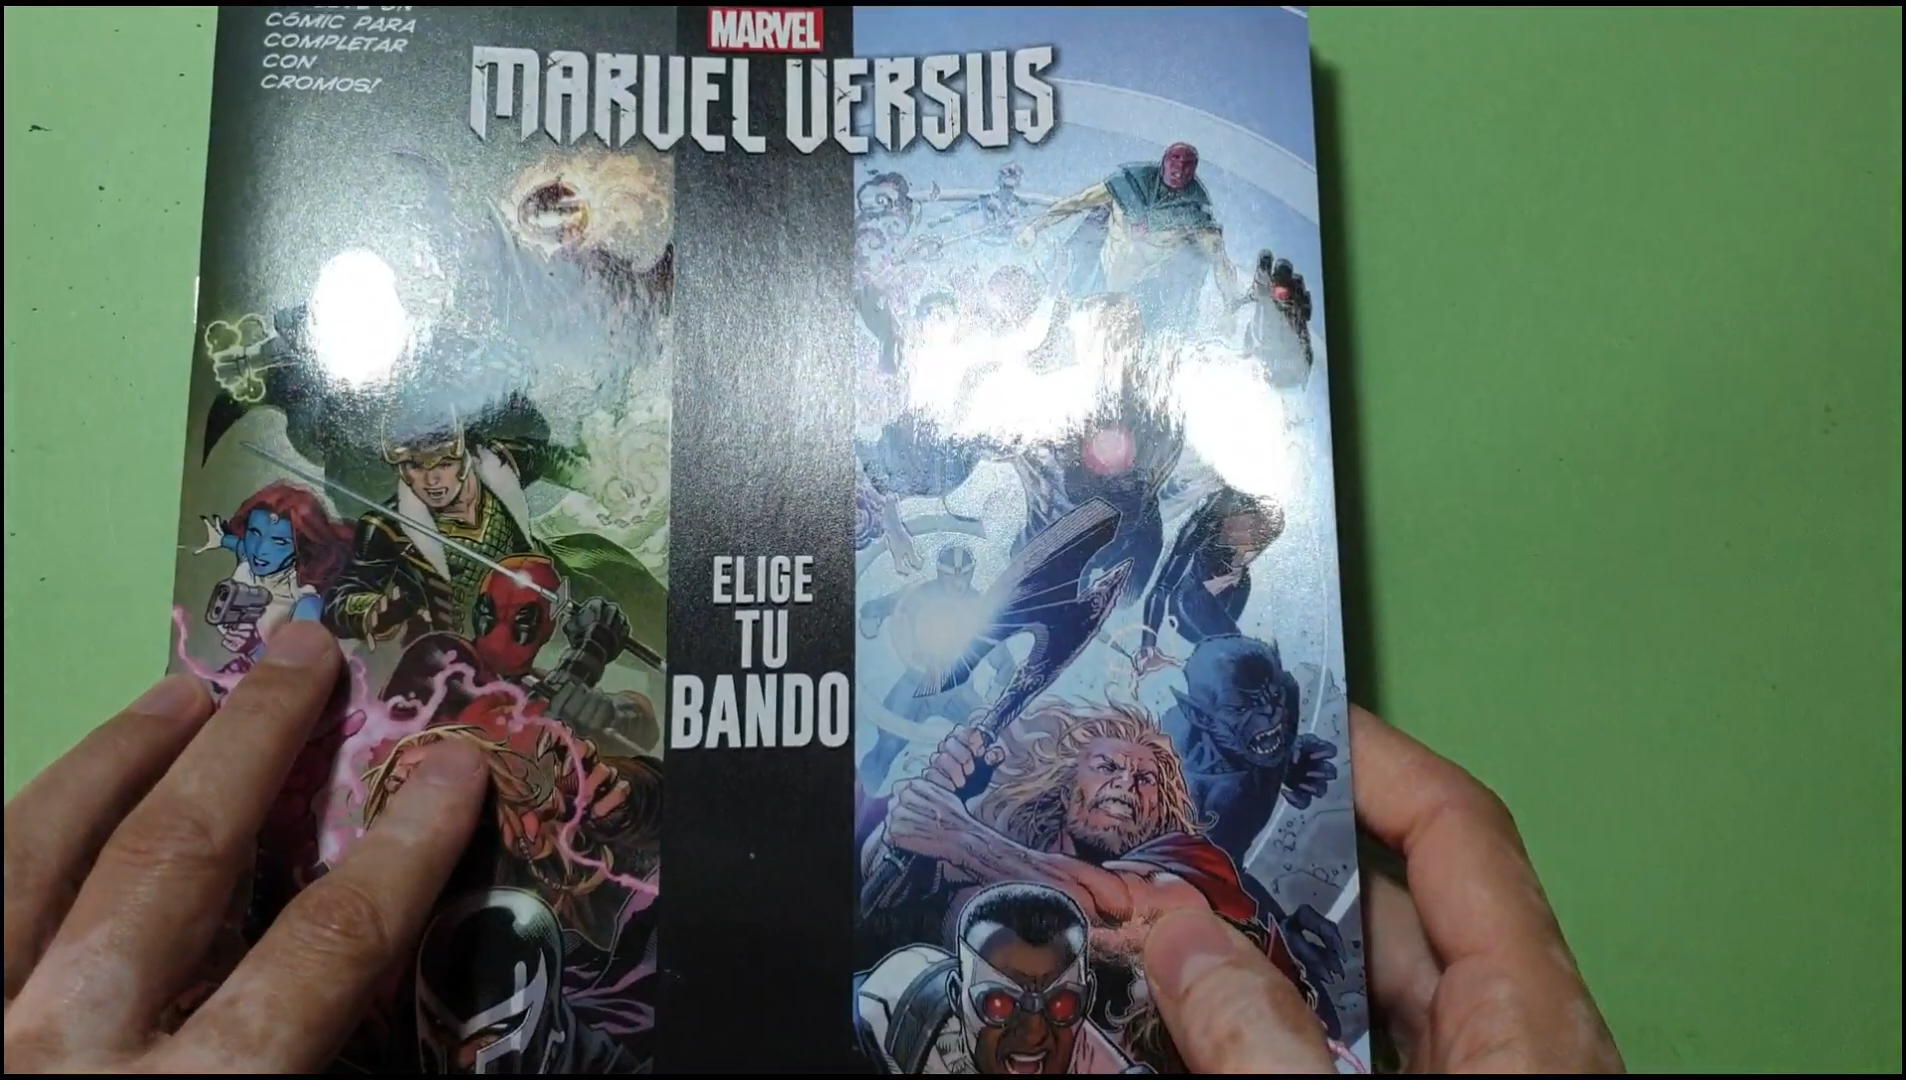 CÓMIC PARA
COMPLETAR
CON
CROMOS!
MARVEL
MARVEL VERSUS
ELIGE
TU
BANDO